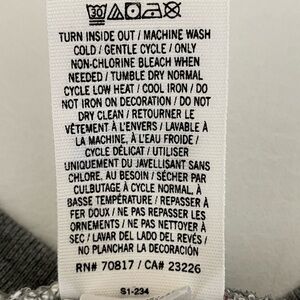 30
TURN INSIDE OUT / MACHINE WASH
COLD / GENTLE CYCLE / ONLY
NON-CHLORINE BLEACH WHEN
NEEDED / TUMBLE DRY NORMAL
CYCLE LOW HEAT / COOL IRON / DO
NOT IRON ON DECORATION / DO NOT
DRY CLEAN / RETOURNER LE
VÊTEMENT À L'ENVERS / LAVABLE À
LA MACHINE, À L'EAU FROIDE /
CYCLE DÉLICAT / UTILISER
UNIQUEMENT DU JAVELLISANT SANS
CHLORE, AU BESOIN / SÉCHER PAR
CULBUTAGE À CYCLE NORMAL, À
BASSE TEMPÉRATURE / REPASSER À
FER DOUX / NE PAS REPASSER LES
ORNEMENTS / NE PAS NETTOYER À
SEC / LAVAR DEL LADO DEL REVÉS /
NO PLANCHAR LA DECORACIÓN
RN# 70817 / CA# 23226
S1-234